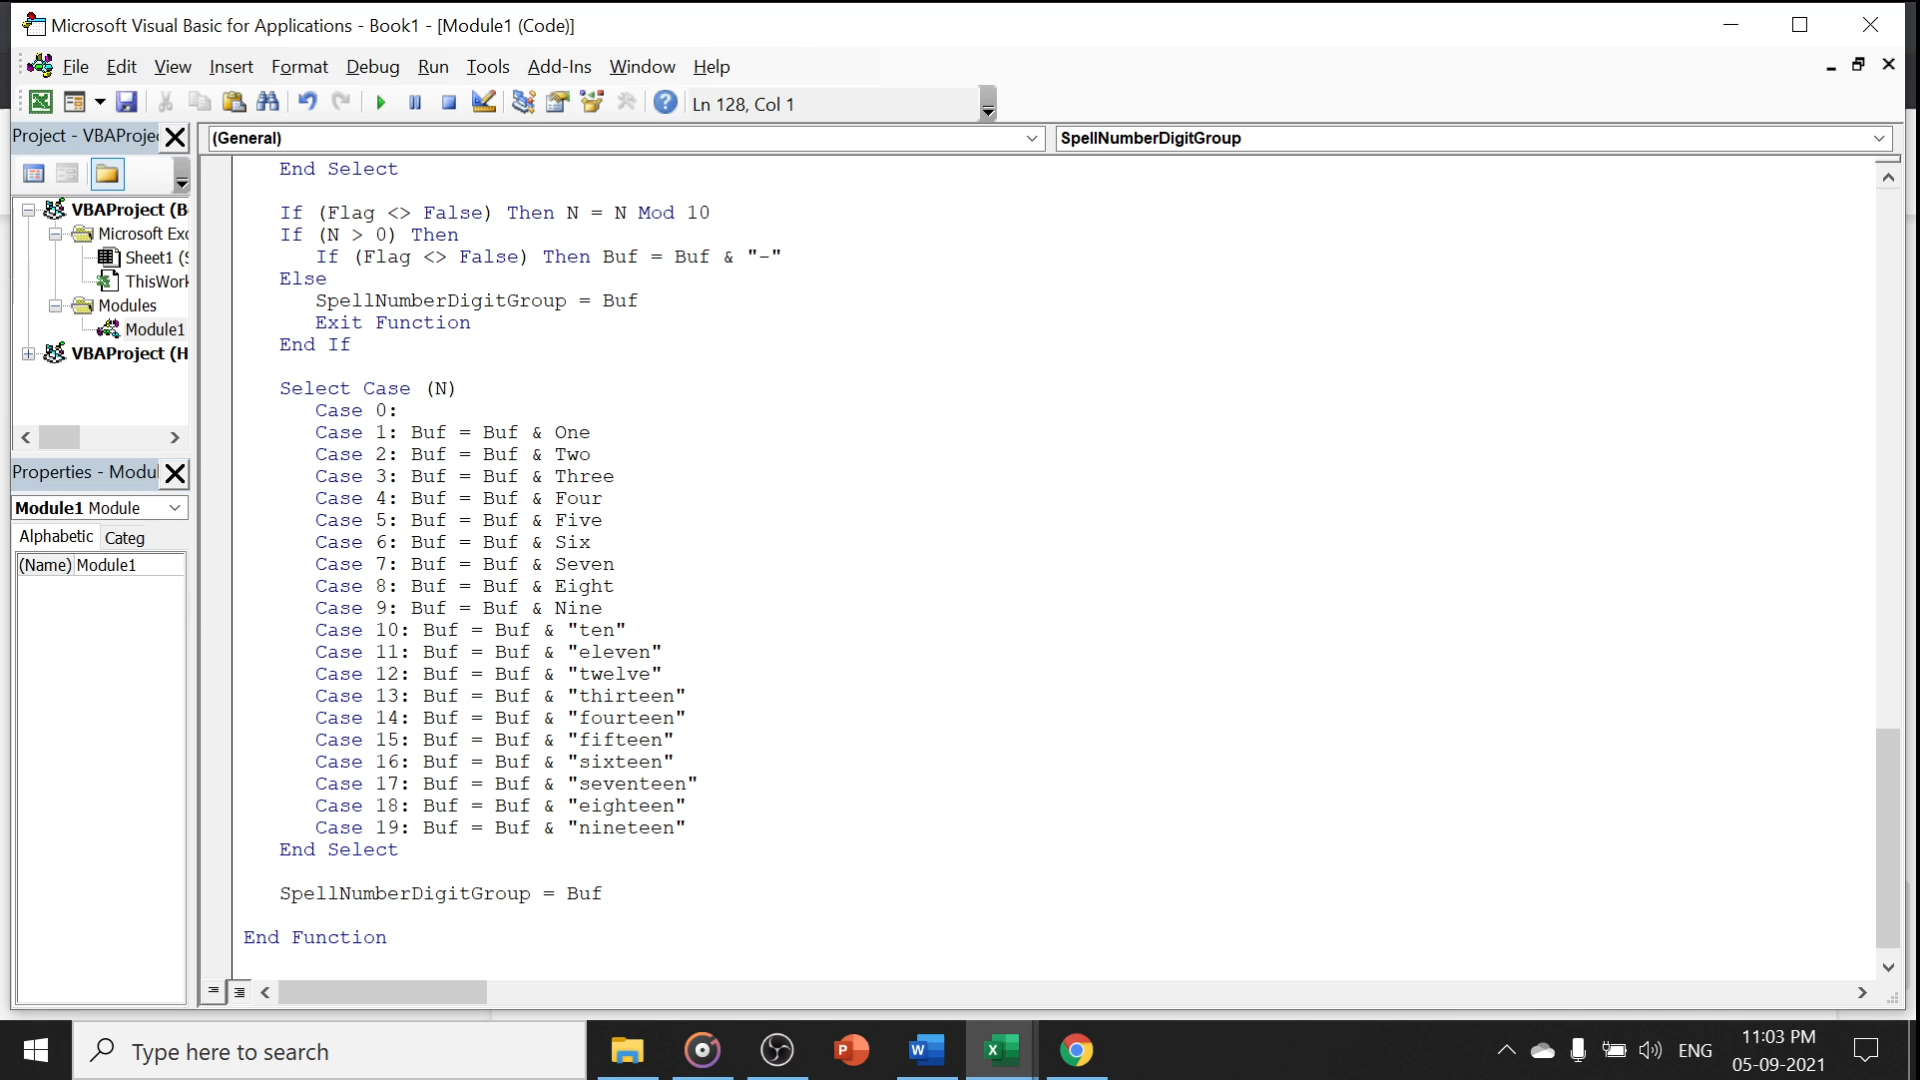 Microsoft Visual Basic for Applications - Book1 - [Module1 (Code)]
File Edit View Insert Format Debug Run Tools Add-Ins Window Help
Ln 128, Col 1
Project - VBAProje
(General)
SpellNumberDigitGroup
VBAProject (B
Microsoft Exc
Sheet1 (S
ThisWork
Modules
Module1
VBAProject (H
Properties - Modul
Module1 Module
Alphabetic Categ
(Name) Module1
End Select
If (Flag <> False) Then N = N Mod 10
If (N > 0) Then
If (Flag <> False) Then Buf = Buf & "-"
Else
SpellNumberDigitGroup = Buf
Exit Function
End If
Select Case (N)
Case 0:
Case 1: Buf = Buf & One
Case 2: Buf = Buf & Two
Case 3: Buf = Buf & Three
Case 4: Buf = Buf & Four
Case 5: Buf = Buf & Five
Case 6: Buf = Buf & Six
Case 7: Buf = Buf & Seven
Case 8: Buf = Buf & Eight
Case 9: Buf = Buf & Nine
Case 10: Buf = Buf & "ten"
Case 11: Buf = Buf & "eleven"
Case 12: Buf = Buf & "twelve"
Case 13: Buf = Buf & "thirteen"
Case 14: Buf = Buf & "fourteen"
Case 15: Buf = Buf & "fifteen"
Case 16: Buf = Buf & "sixteen"
Case 17: Buf = Buf & "seventeen"
Case 18: Buf = Buf & "eighteen"
Case 19: Buf = Buf & "nineteen"
End Select
SpellNumberDigitGroup = Buf
End Function
Type here to search
ENG
11:03 PM
05-09-2021